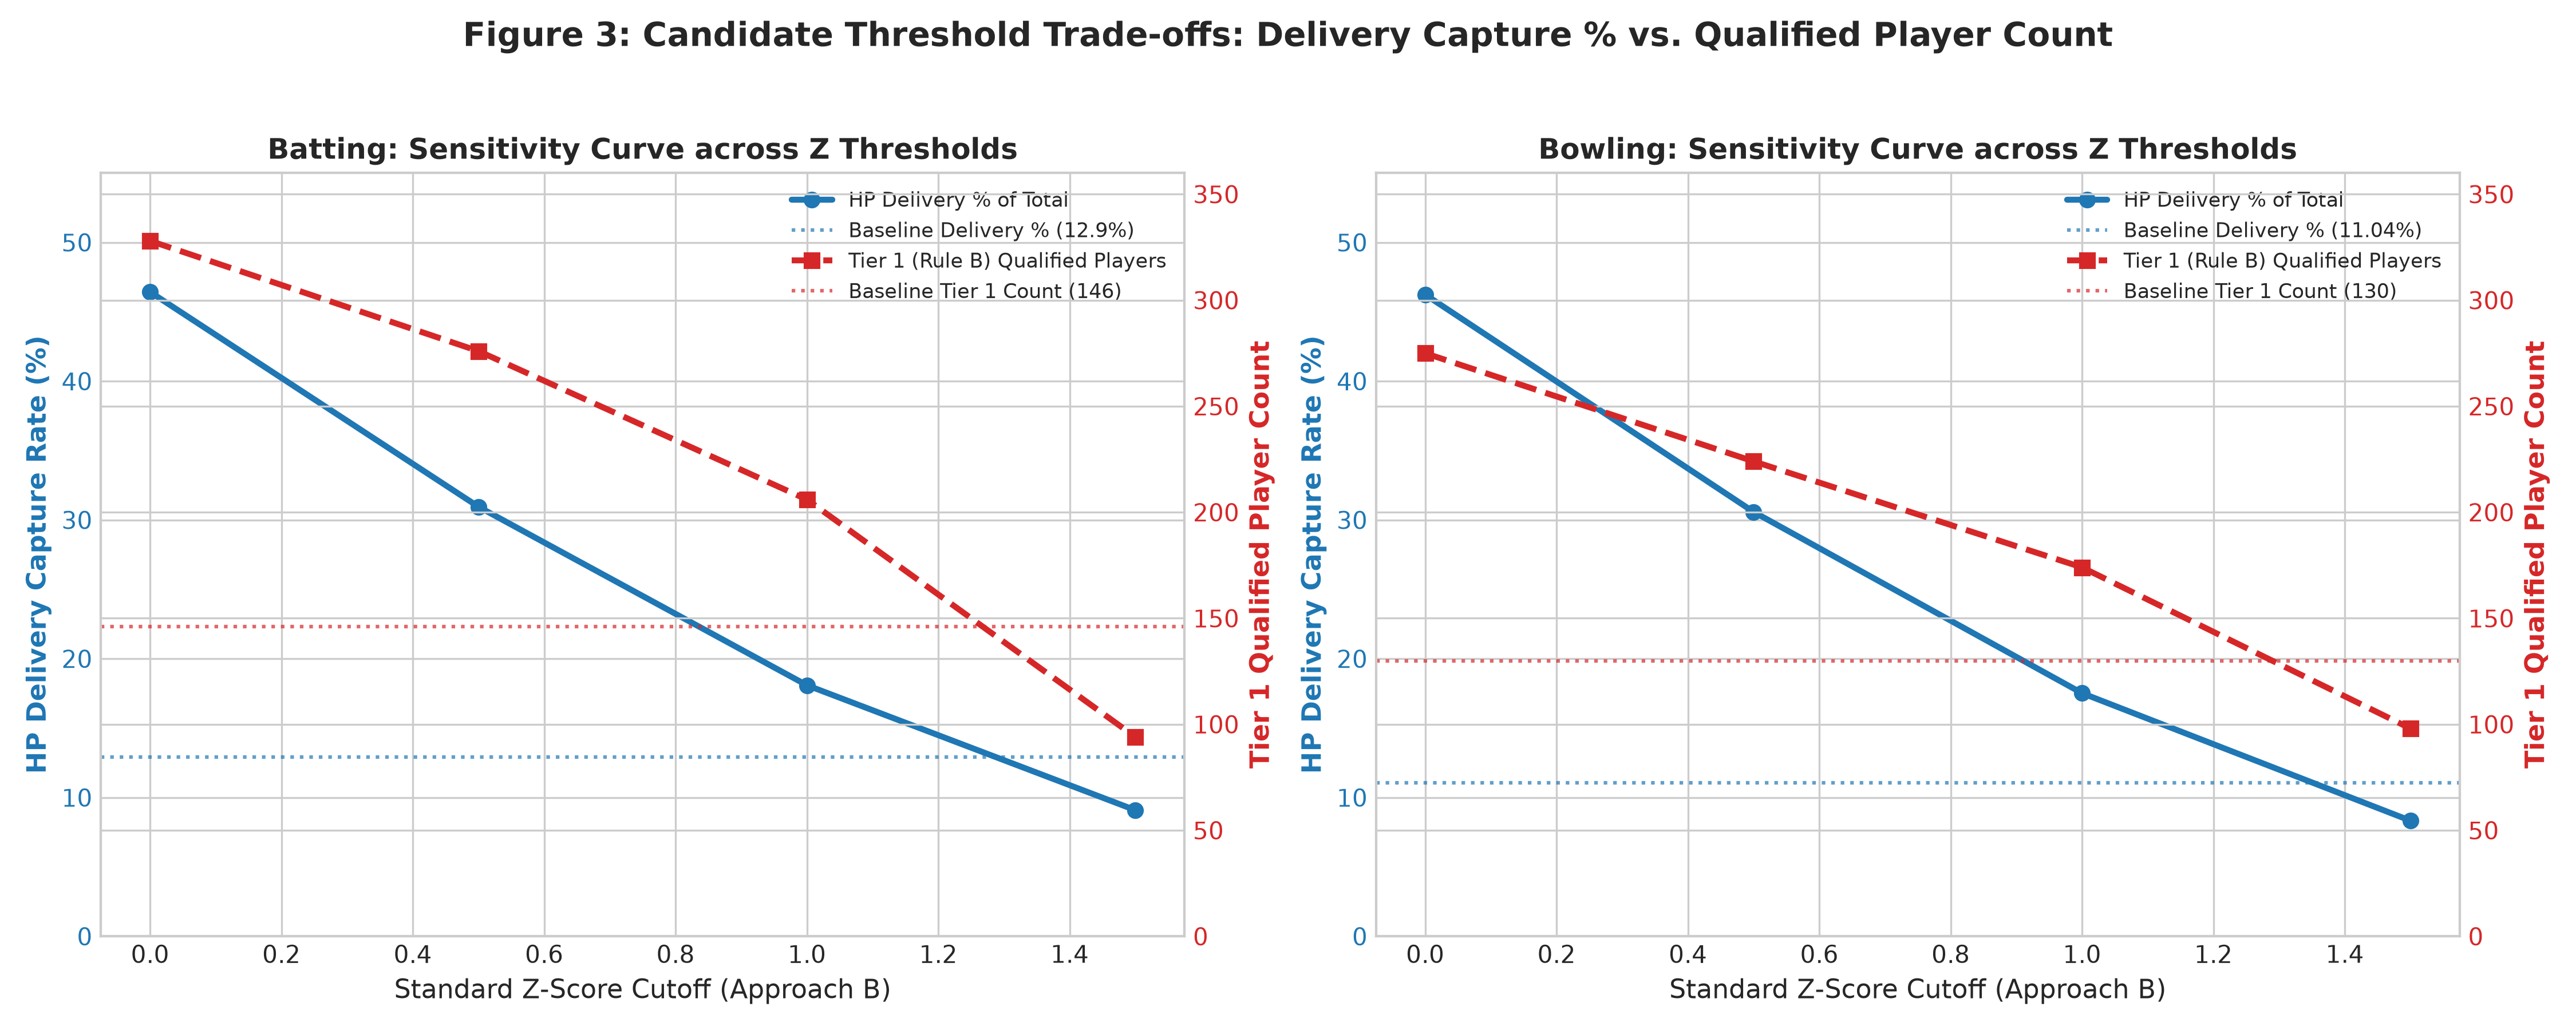 Figure 3: Candidate Threshold Trade-offs: Delivery Capture % vs. Qualified Player Count
Batting: Sensitivity Curve across Z Thresholds
HP Delivery % of Total
Baseline Delivery % (12.9%)
Tier 1 (Rule B) Qualified Players
Baseline Tier 1 Count (146)
HP Delivery Capture Rate (%)
50
40
30
20
10
0
350
300
250
200
150
100
50
0
Tier 1 Qualified Player Count
0.0 0.2 0.4 0.6 0.8 1.0 1.2 1.4
Standard Z-Score Cutoff (Approach B)
Bowling: Sensitivity Curve across Z Thresholds
HP Delivery % of Total
Baseline Delivery % (11.04%)
Tier 1 (Rule B) Qualified Players
Baseline Tier 1 Count (130)
HP Delivery Capture Rate (%)
50
40
30
20
10
0
350
300
250
200
150
100
50
0
Tier 1 Qualified Player Count
0.0 0.2 0.4 0.6 0.8 1.0 1.2 1.4
Standard Z-Score Cutoff (Approach B)